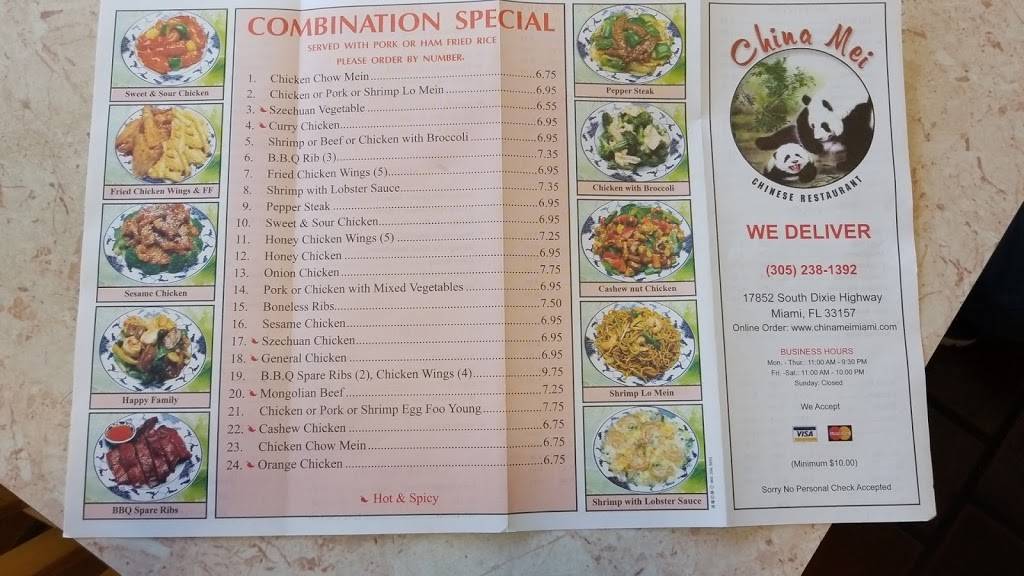 Sweet & Sour Chicken
Fried Chicken Wings & FF
Sesame Chicken
Happy Family
BBQ Spare Ribs
COMBINATION SPECIAL
SERVED WITH PORK OR HAM FRIED RICE
PLEASE ORDER BY NUMBER.
1. Chicken Chow Mein 6.75
2. Chicken or Pork or Shrimp Lo Mein 6.95
3. Szechuan Vegetable 6.55
4. Curry Chicken 6.95
5. Shrimp or Beef or Chicken with Broccoli 6.95
6. B.B.Q Rib (3) 7.35
7. Fried Chicken Wings (5) 6.95
8. Shrimp with Lobster Sauce 7.35
9. Pepper Steak 6.95
10. Sweet & Sour Chicken 6.95
11. Honey Chicken Wings (5) 7.25
12. Honey Chicken 6.95
13. Onion Chicken 7.75
14. Pork or Chicken with Mixed Vegetables 6.95
15. Boneless Ribs 7.50
16. Sesame Chicken 6.95
17. Szechuan Chicken 6.95
18. General Chicken 6.95
19. B.B.Q Spare Ribs (2), Chicken Wings (4) 9.75
20. Mongolian Beef 7.25
21. Chicken or Pork or Shrimp Egg Foo Young 7.75
22. Cashew Chicken 6.75
23. Chicken Chow Mein 6.75
24. Orange Chicken 6.75
Hot & Spicy
Pepper Steak
Chicken with Broccoli
Cashew nut Chicken
Shrimp Lo Mein
Shrimp with Lobster Sauce
China Mei
CHINESE RESTAURANT
WE DELIVER
(305) 238-1392
17852 South Dixie Highway
Miami, FL 33157
Online Order: www.chinameimiami.com
BUSINESS HOURS
Mon. - Thur.: 11:00 AM - 9:30 PM
Fri. -Sat.: 11:00 AM - 10:00 PM
Sunday: Closed
We Accept
VISA
(Minimum $10.00)
Sorry No Personal Check Accepted